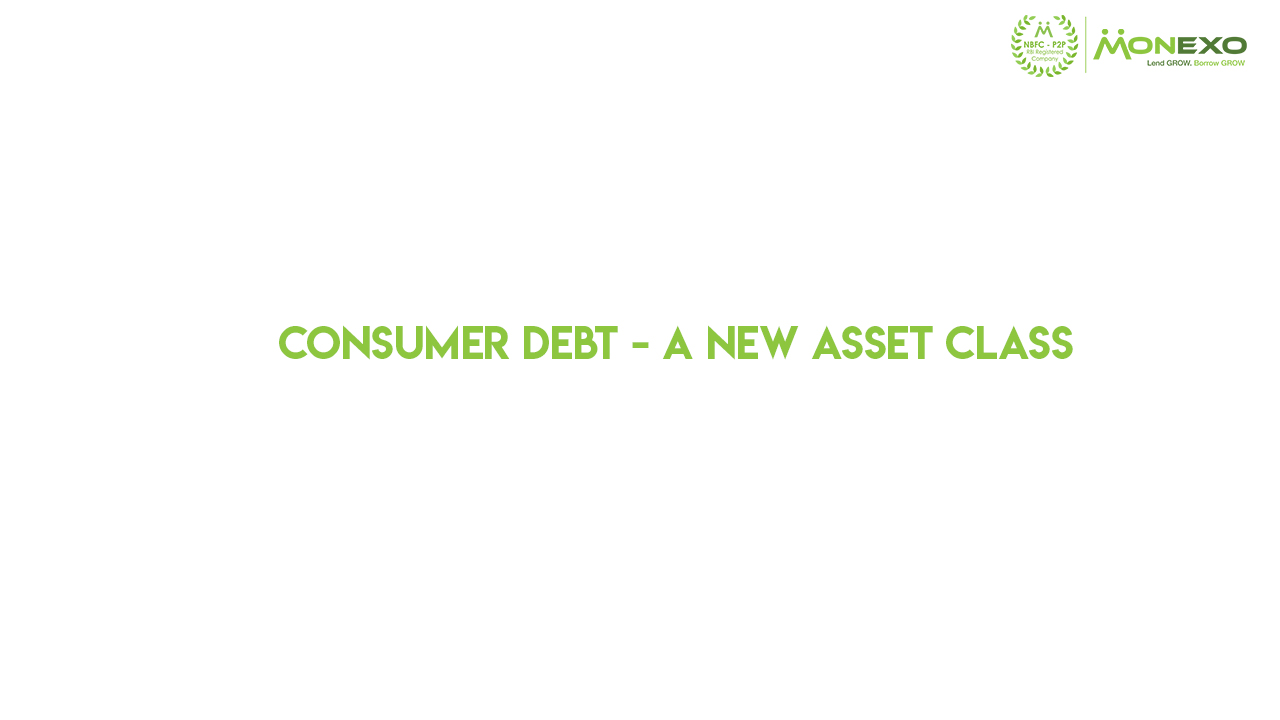 NBFC - P2P
RBI Registered
Company
MONEXO
Lend GROW. Borrow GROW
CONSUMER DEBT - A NEW ASSET CLASS